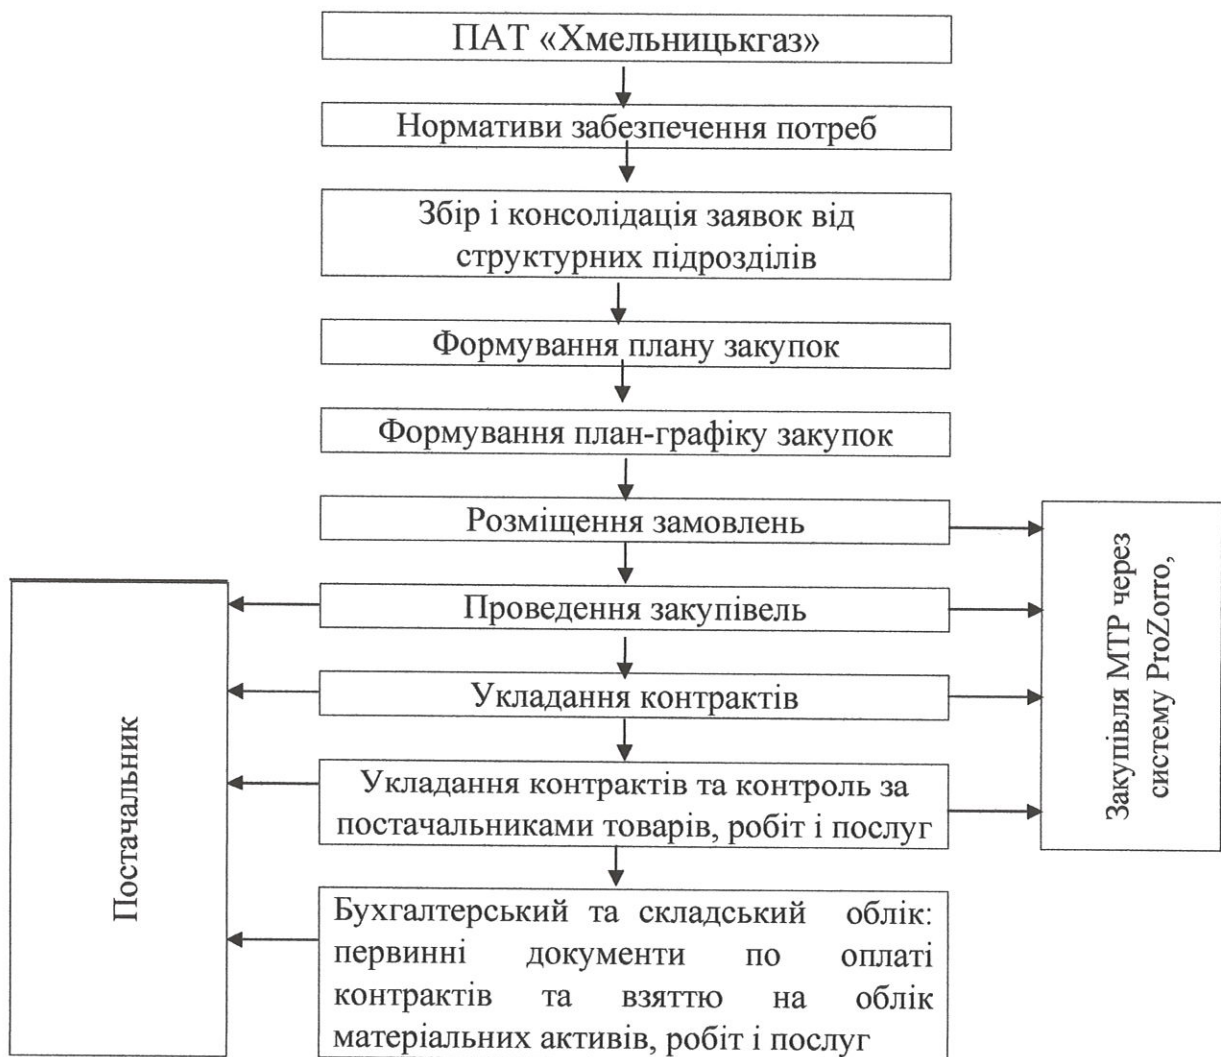 ПАТ «Хмельницькгаз»
Нормативи забезпечення потреб
Збір і консолідація заявок від
структурних підрозділів
Формування плану закупок
Формування план-графіку закупок
Розміщення замовлень
Проведення закупівель
Укладання контрактів
Укладання контрактів та контроль за
постачальниками товарів, робіт і послуг
Бухгалтерський та складський облік:
первинні документи по оплаті
контрактів та взяттю на облік
матеріальних активів, робіт і послуг
Постачальник
Закупівля МТР через
систему ProZorro,